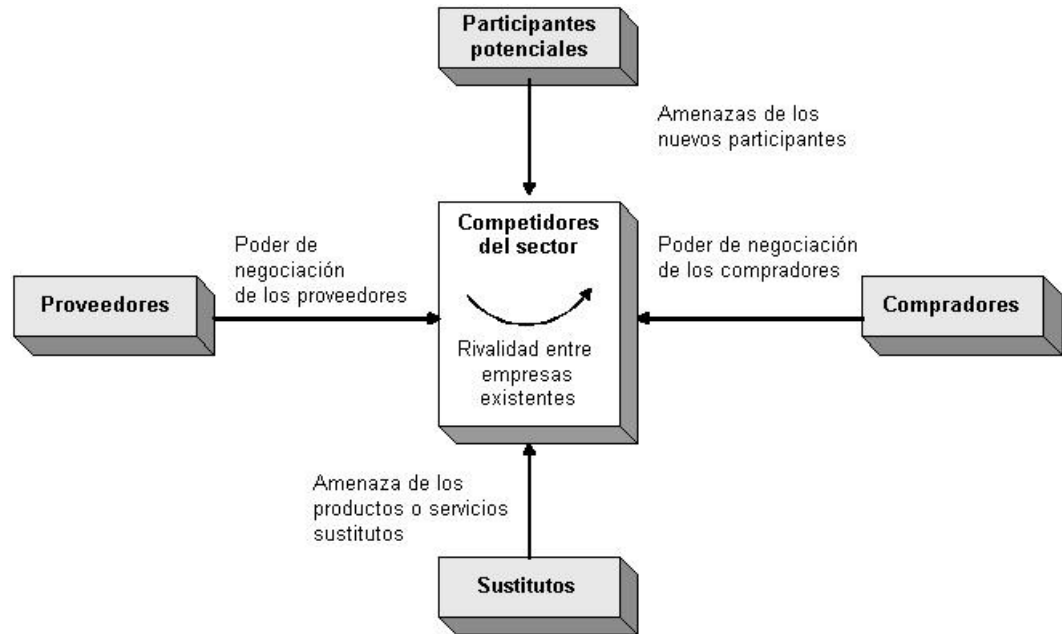 Participantes
potenciales
Amenazas de los
nuevos participantes
Competidores
del sector
Poder de
negociación
de los proveedores
Poder de negociación
de los compradores
Proveedores
Compradores
Rivalidad entre
empresas
existentes
Amenaza de los
productos o servicios
sustitutos
Sustitutos